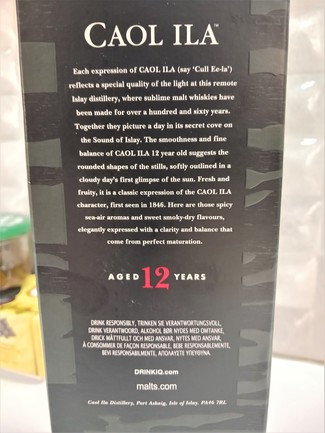 CAOL ILA™
Each expression of CAOL ILA (say 'Cull Ee-la')
reflects a special quality of the light at this remote
Islay distillery, where sublime malt whiskies have
been made for over a hundred and sixty years.
Together they picture a day in its secret cove on
the Sound of Islay. The smoothness and fine
balance of CAOL ILA 12 year old suggests the
rounded shapes of the stills, softly outlined in a
cloudy day's first glimpse of the sun. Fresh and
fruity, it is a classic expression of the CAOL ILA
character, first seen in 1846. Here are those spicy
sea-air aromas and sweet smoky-dry flavours,
elegantly expressed with a clarity and balance that
come from perfect maturation.
AGED 12 YEARS
DRINK RESPONSIBLY, TRINKEN SIE VERANTWORTUNGSVOLL,
DRINK VERANTWOORD, ALKOHOL BØR NYDES MED OMTANKE,
DRICK MÅTTFULLT OCH MED ANSVAR, NYTES MED ANSVAR,
À CONSOMMER DE FAÇON RESPONSABLE, BEBE RESPONSABLEMENTE,
BEVI RESPONSABILMENTE, ΑΠΟΛΑΥΣΤΕ ΥΠΕΥΘΥΝΑ.
DRINKiQ.com
malts.com
Caol Ila Distillery, Port Askaig, Isle of Islay, PA46 7RL